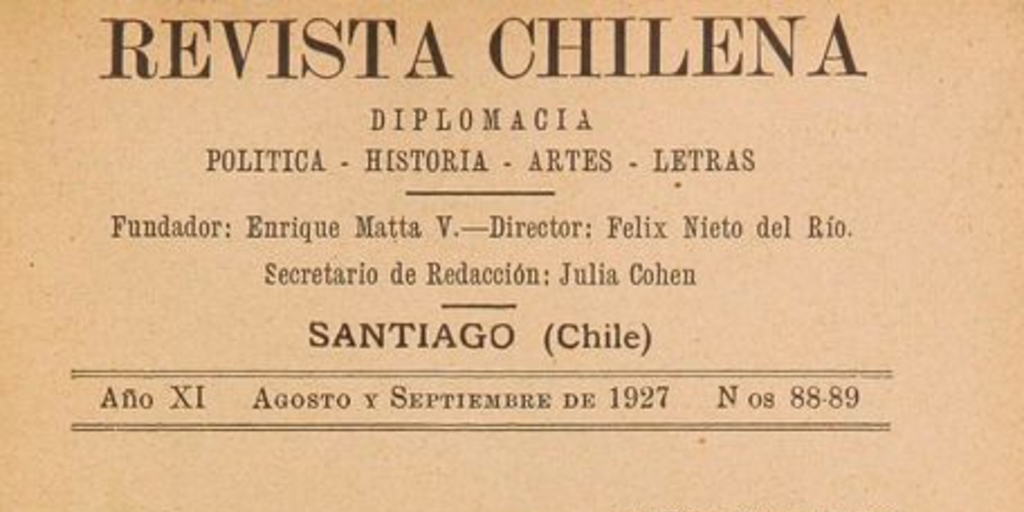 REVISTA CHILENA
DIPLOMACIA
POLITICA - HISTORIA - ARTES - LETRAS
Fundador: Enrique Matta V.—Director: Felix Nieto del Río.
Secretario de Redacción: Julia Cohen
SANTIAGO (Chile)
Año XI AGOSTO Y SEPTIEMBRE DE 1927 N os 88-89